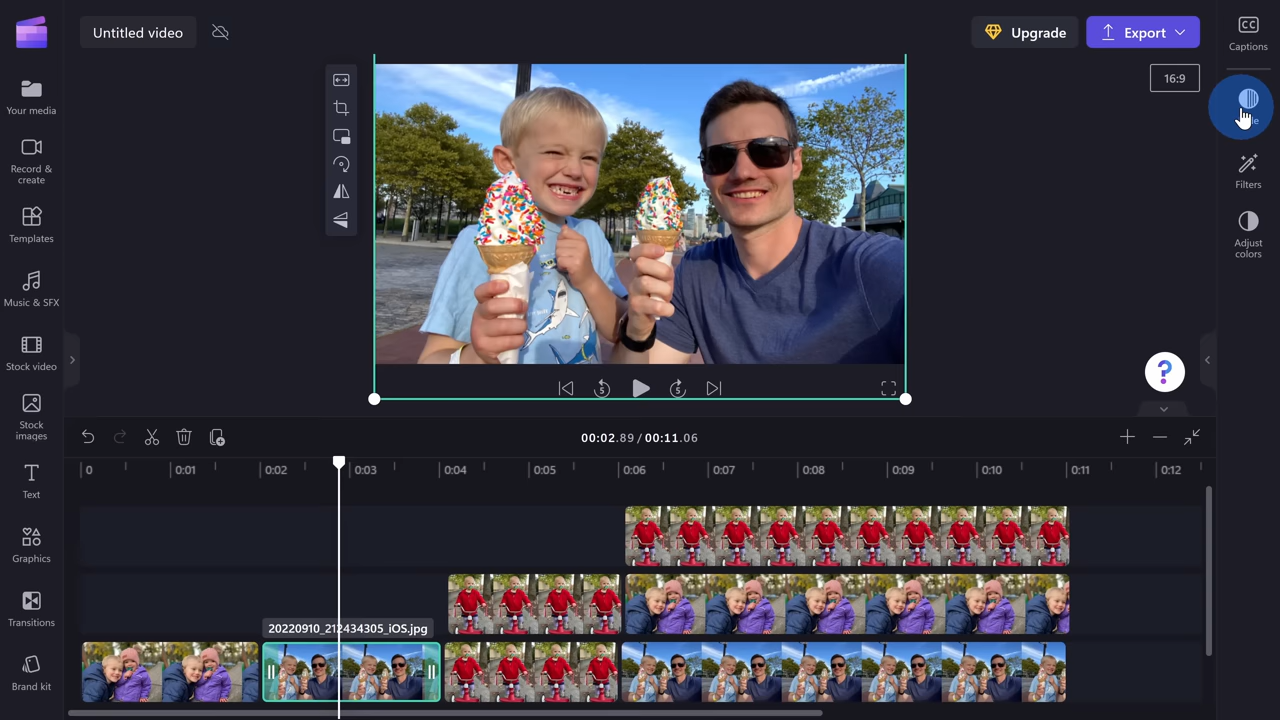 Untitled video
Upgrade
Export
CC
Captions
16:9
Your media
Record &
create
Templates
Music & SFX
Stock video
Stock
images
Text
Graphics
Transitions
Brand kit
Filters
Adjust
colors
5
5
?
00:02.89 / 00:11.06
0
0:01
0:02
0:03
0:04
0:05
0:06
0:07
0:08
0:09
0:10
0:11
0:12
20220910_212434305_iOS.jpg